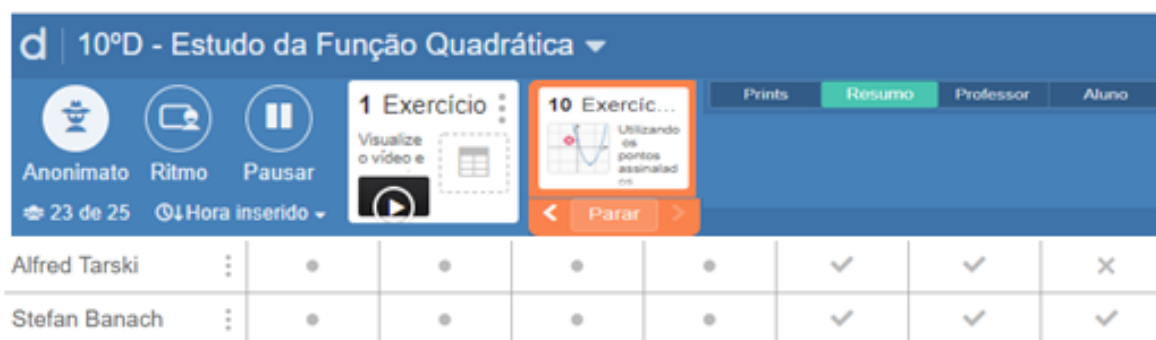 d 10ºD - Estudo da Função Quadrática
Anonimato Ritmo Pausar
23 de 25 Hora inserido
1 Exercício
Visualize
o vídeo e
10 Exercíc...
Utilizando
os
pontos
assinalad
os
Parar
Prints Resumo Professor Aluno
Alfred Tarski
Stefan Banach